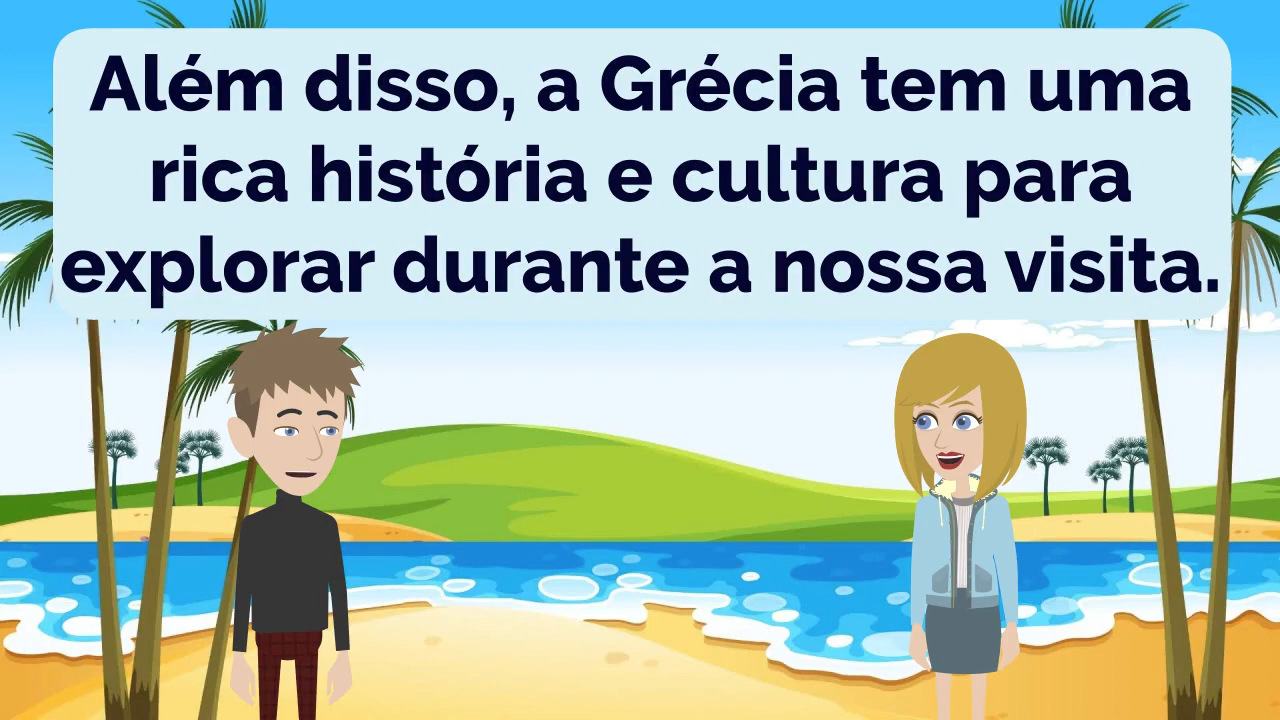 Além disso, a Grécia tem uma
rica história e cultura para
explorar durante a nossa visita.